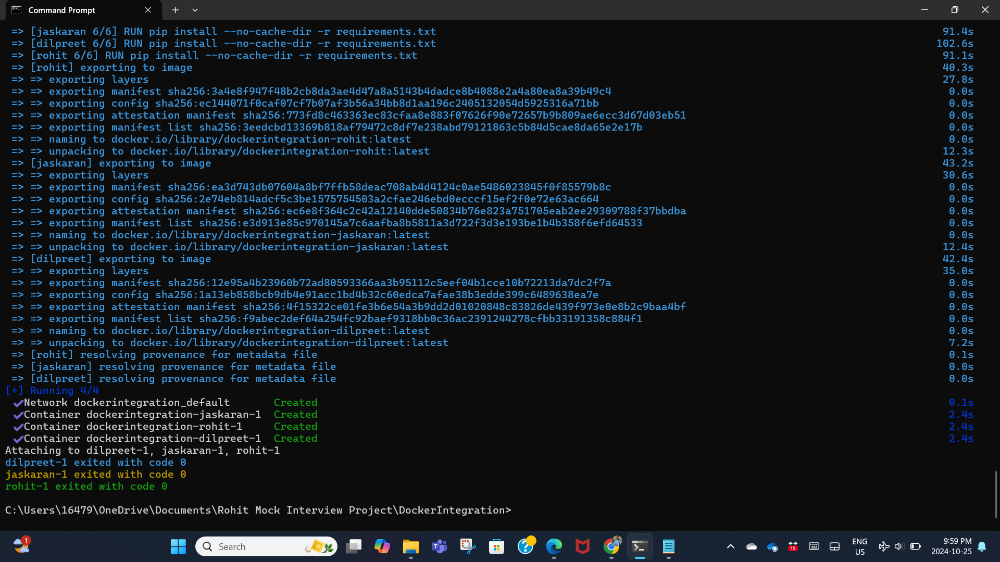 Command Prompt
=> [jaskaran 6/6] RUN pip install --no-cache-dir -r requirements.txt 91.4s
=> [dilpreet 6/6] RUN pip install --no-cache-dir -r requirements.txt 102.6s
=> [rohit 6/6] RUN pip install --no-cache-dir -r requirements.txt 91.1s
=> [rohit] exporting to image 40.3s
=> => exporting layers 27.8s
=> => exporting manifest sha256:3a4e8f947f48b2cb8da3ae4d47a8a5143b4dadce8b4088e2a4a80ea8a39b49c4 0.0s
=> => exporting config sha256:ec144071f0caf07cf7b07af3b56a34bb8d1aa196c2405132054d5925316a71bb 0.0s
=> => exporting attestation manifest sha256:773fd8c463363ec83cfaa8e883f07626f90e72657b9b809ae6ecc3d67d03eb51 0.0s
=> => exporting manifest list sha256:3eedcbd13369b818af79472c8df7e238abd79121863c5b84d5cae8da65e2e17b 0.0s
=> => naming to docker.io/library/dockerintegration-rohit:latest 0.0s
=> => unpacking to docker.io/library/dockerintegration-rohit:latest 12.3s
=> [jaskaran] exporting to image 43.2s
=> => exporting layers 30.6s
=> => exporting manifest sha256:ea3d743db07604a8bf7ffb58deac708ab4d4124c0ae5486023845f0f85579b8c 0.0s
=> => exporting config sha256:2e74eb814adcf5c3be1575754503a2cfae246ebd0ecccf15ef2f0e72e63ac664 0.0s
=> => exporting attestation manifest sha256:ec6e8f364c2c42a12140dde50834b76e823a751705eab2ee29309788f37bbdba 0.0s
=> => exporting manifest list sha256:e3d913e85c970145a7c6aafba8b5811a3d722f3d3e193be1b4b358f6efd64533 0.0s
=> => naming to docker.io/library/dockerintegration-jaskaran:latest 0.0s
=> => unpacking to docker.io/library/dockerintegration-jaskaran:latest 12.4s
=> [dilpreet] exporting to image 42.4s
=> => exporting layers 35.0s
=> => exporting manifest sha256:12e95a4b23960b72ad80593366aa3b95112c5eef04b1cce10b72213da7dc2f7a 0.0s
=> => exporting config sha256:1a13eb858bcb9db4e91acc1bd4b32c60edca7afae38b3edde399c6489638ea7e 0.0s
=> => exporting attestation manifest sha256:4f15322ce01fe3b6e54a3b9dd2d01020848c83826de439f973e0e8b2c9baa4bf 0.0s
=> => exporting manifest list sha256:f9abec2def64a254fc92baef9318bb0c36ac2391244278cfbb33191358c884f1 0.0s
=> => naming to docker.io/library/dockerintegration-dilpreet:latest 0.0s
=> => unpacking to docker.io/library/dockerintegration-dilpreet:latest 7.2s
=> [rohit] resolving provenance for metadata file 0.1s
=> [jaskaran] resolving provenance for metadata file 0.0s
=> [dilpreet] resolving provenance for metadata file 0.0s
[+] Running 4/4
✔Network dockerintegration_default Created 0.1s
✔Container dockerintegration-jaskaran-1 Created 2.4s
✔Container dockerintegration-rohit-1 Created 2.4s
✔Container dockerintegration-dilpreet-1 Created 2.4s
Attaching to dilpreet-1, jaskaran-1, rohit-1
dilpreet-1 exited with code 0
jaskaran-1 exited with code 0
rohit-1 exited with code 0
C:\Users\16479\OneDrive\Documents\Rohit Mock Interview Project\DockerIntegration>
1
Search
15
ENG
US
9:59 PM
2024-10-25